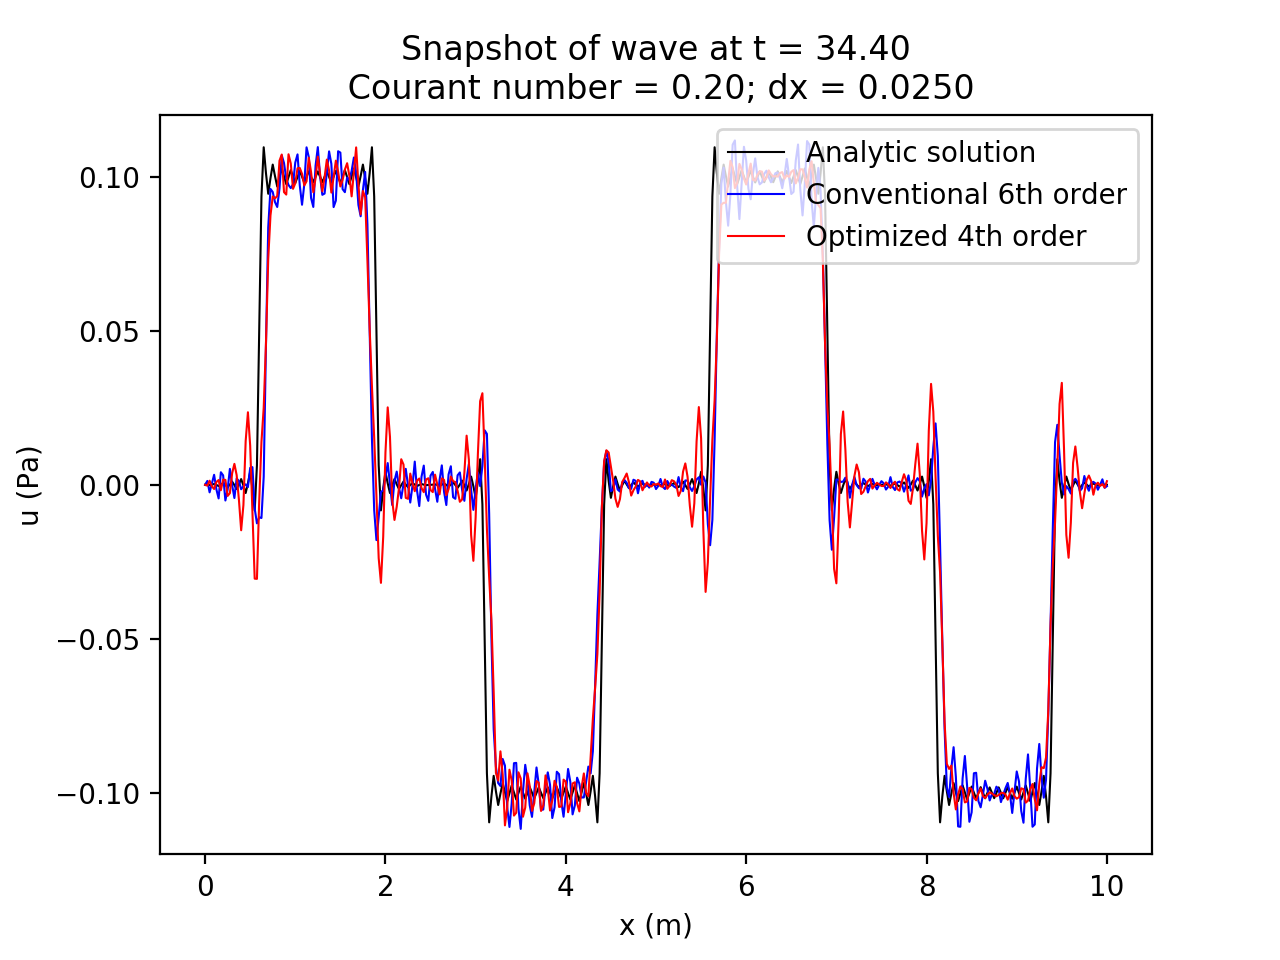 Snapshot of wave at t = 34.40
Courant number = 0.20; dx = 0.0250
Analytic solution
Conventional 6th order
Optimized 4th order
0.10
0.05
0.00
−0.05
−0.10
u (Pa)
0 2 4 6 8 10
x (m)